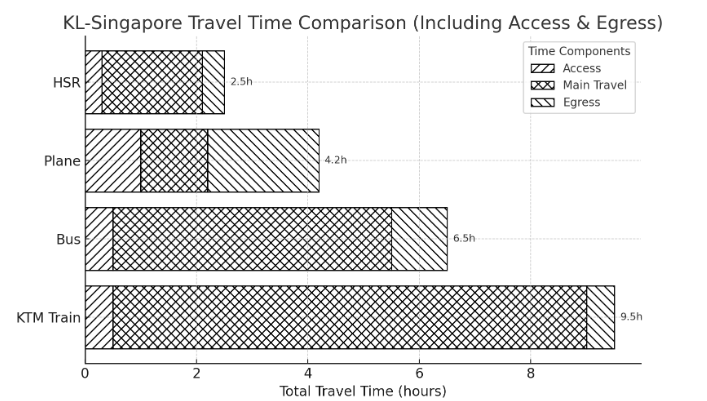 KL-Singapore Travel Time Comparison (Including Access & Egress)
Time Components
Access
Main Travel
Egress
HSR
2.5h
Plane
4.2h
Bus
6.5h
KTM Train
9.5h
0 2 4 6 8
Total Travel Time (hours)